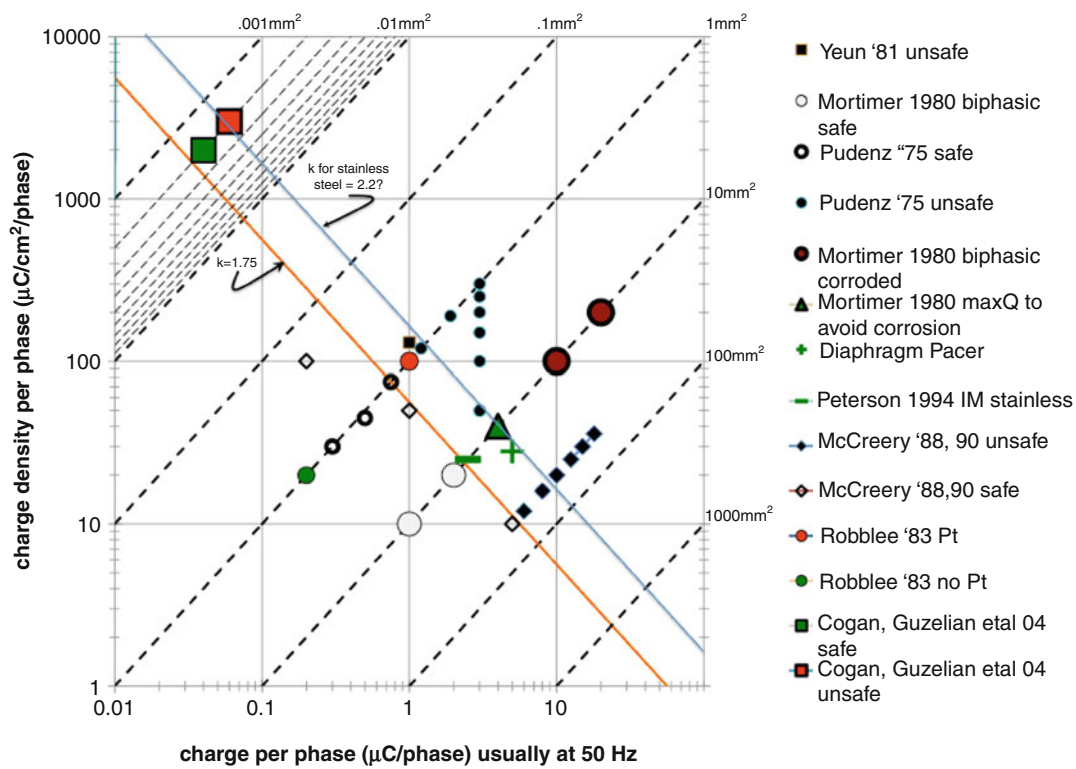 .001mm²
.01mm²
.1mm²
1mm²
10000
1000
100
10
1
0.01
0.1
1
10
10mm²
100mm²
1000mm²
k for stainless
steel = 2.2?
k=1.75
charge density per phase (μC/cm²/phase)
charge per phase (μC/phase) usually at 50 Hz
Yeun ‘81 unsafe
Mortimer 1980 biphasic
safe
Pudenz “75 safe
Pudenz ‘75 unsafe
Mortimer 1980 biphasic
corroded
Mortimer 1980 maxQ to
avoid corrosion
Diaphragm Pacer
Peterson 1994 IM stainless
McCreery ‘88, 90 unsafe
McCreery ‘88,90 safe
Robblee ‘83 Pt
Robblee ‘83 no Pt
Cogan, Guzelian etal 04
safe
Cogan, Guzelian etal 04
unsafe